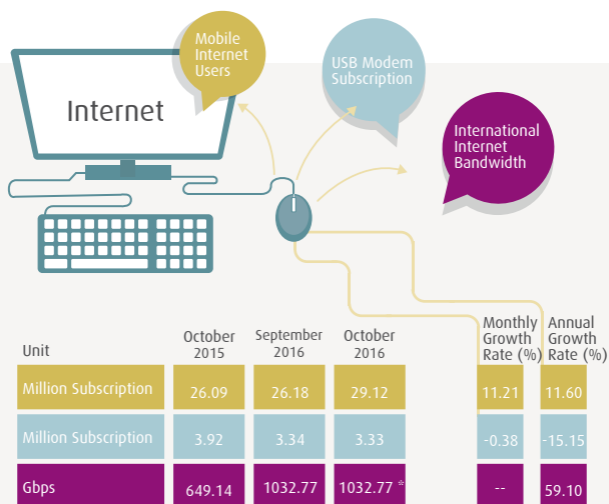 Mobile
Internet
Users
USB Modem
Subscription
Internet
International
Internet
Bandwidth
Unit
October
2015
September
2016
October
2016
Monthly
Growth
Rate (%)
Annual
Growth
Rate (%)
Million Subscription 26.09 26.18 29.12 11.21 11.60
Million Subscription 3.92 3.34 3.33 -0.38 -15.15
Gbps 649.14 1032.77 1032.77 * -- 59.10